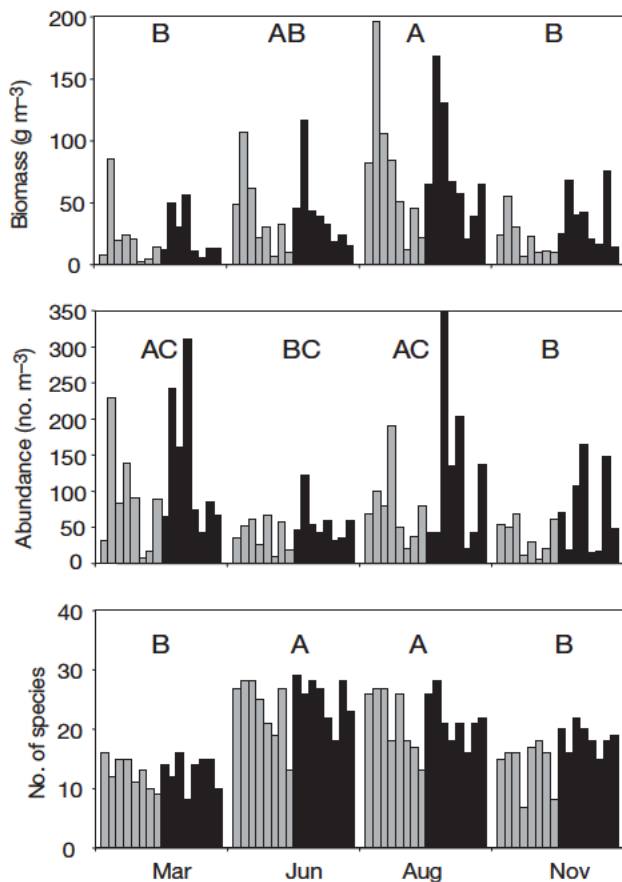 Biomass (g m–3)
200
150
100
50
0
B AB A B
Abundance (no. m–3)
350
300
250
200
150
100
50
0
AC BC AC B
No. of species
40
30
20
10
0
B A A B
Mar Jun Aug Nov